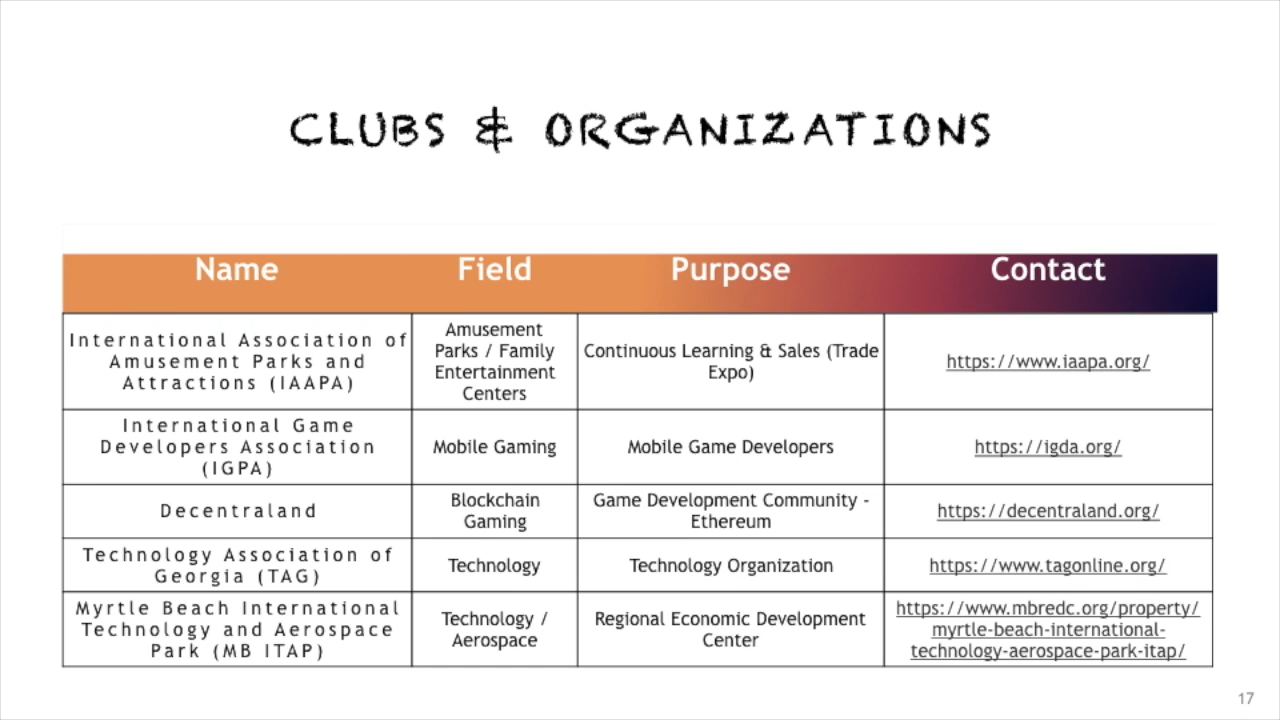 CLUBS & ORGANIZATIONS
Name Field Purpose Contact
International Association of
Amusement Parks and
Attractions (IAAPA)
Amusement
Parks / Family
Entertainment
Centers
Continuous Learning & Sales (Trade
Expo)
https://www.iaapa.org/
International Game
Developers Association
(IGPA)
Mobile Gaming
Mobile Game Developers
https://igda.org/
Decentraland
Blockchain
Gaming
Game Development Community -
Ethereum
https://decentraland.org/
Technology Association of
Georgia (TAG)
Technology
Technology Organization
https://www.tagonline.org/
Myrtle Beach International
Technology and Aerospace
Park (MB ITAP)
Technology /
Aerospace
Regional Economic Development
Center
https://www.mbredc.org/property/
myrtle-beach-international-
technology-aerospace-park-itap/
17